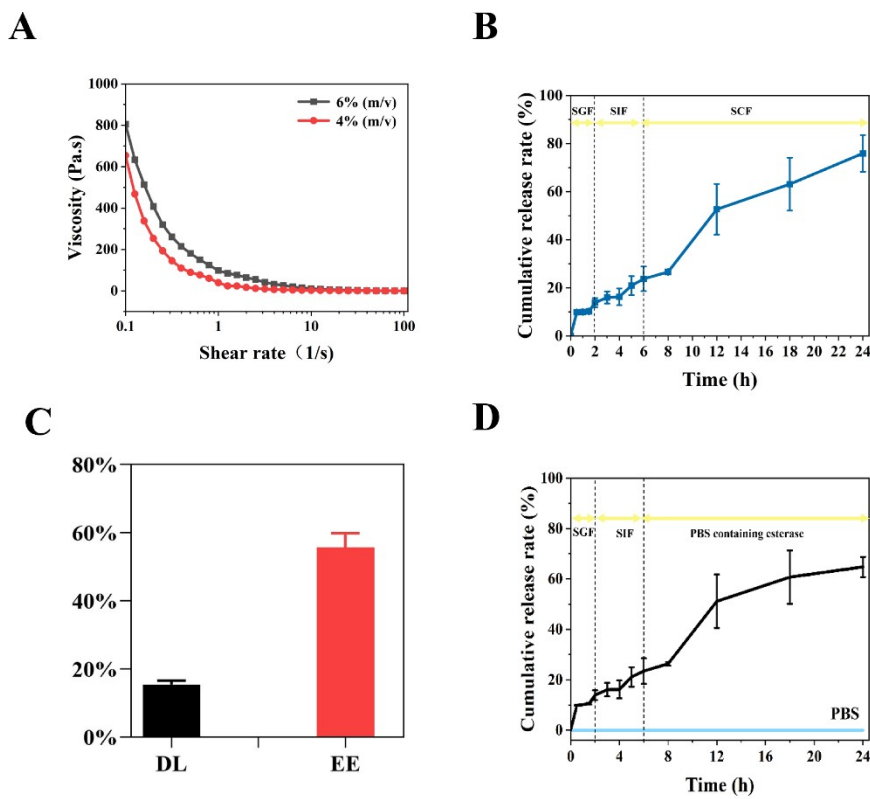 A
1000
800
600
400
200
0
Viscosity (Pa.s)
6% (m/v)
4% (m/v)
0.1 1 10 100
Shear rate（1/s）
B
100
80
60
40
20
0
Cumulative release rate (%)
SGF SIF SCF
0 2 4 6 8 10 12 14 16 18 20 22 24
Time (h)
C
80%
60%
40%
20%
0%
DL EE
D
100
80
60
40
20
0
Cumulative release rate (%)
SGF SIF PBS containing esterase
PBS
0 4 8 12 16 20 24
Time (h)